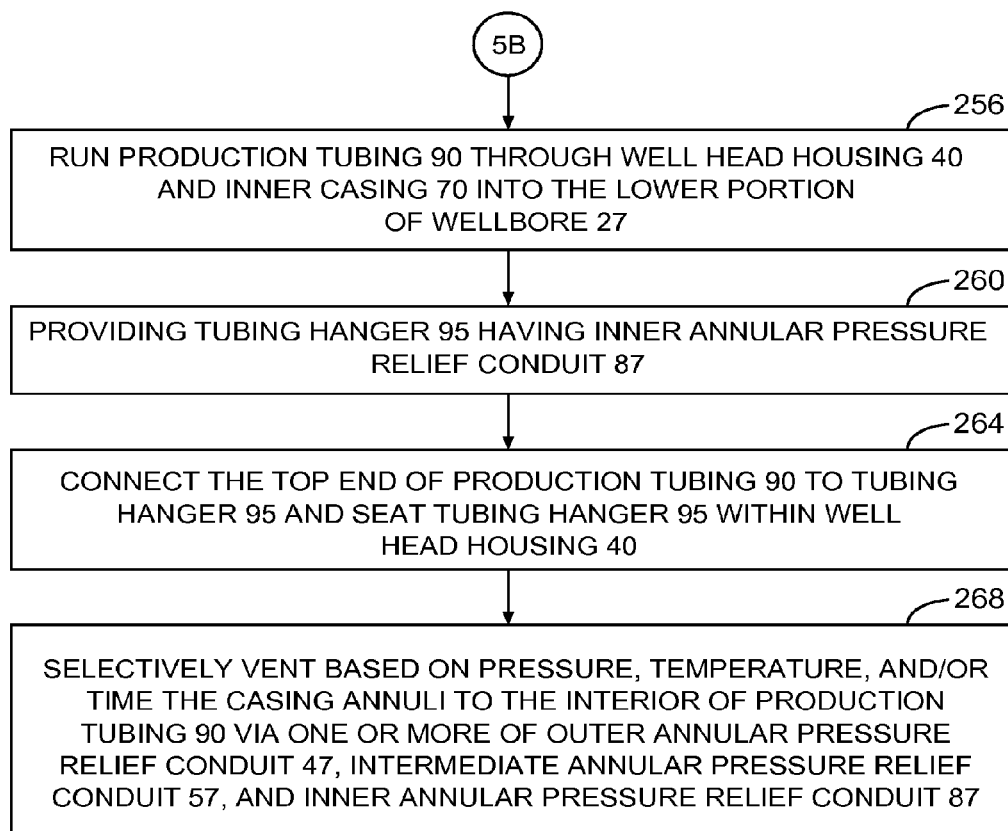 5B
256
RUN PRODUCTION TUBING 90 THROUGH WELL HEAD HOUSING 40
AND INNER CASING 70 INTO THE LOWER PORTION
OF WELLBORE 27
260
PROVIDING TUBING HANGER 95 HAVING INNER ANNULAR PRESSURE
RELIEF CONDUIT 87
264
CONNECT THE TOP END OF PRODUCTION TUBING 90 TO TUBING
HANGER 95 AND SEAT TUBING HANGER 95 WITHIN WELL
HEAD HOUSING 40
268
SELECTIVELY VENT BASED ON PRESSURE, TEMPERATURE, AND/OR
TIME THE CASING ANNULI TO THE INTERIOR OF PRODUCTION
TUBING 90 VIA ONE OR MORE OF OUTER ANNULAR PRESSURE
RELIEF CONDUIT 47, INTERMEDIATE ANNULAR PRESSURE RELIEF
CONDUIT 57, AND INNER ANNULAR PRESSURE RELIEF CONDUIT 87